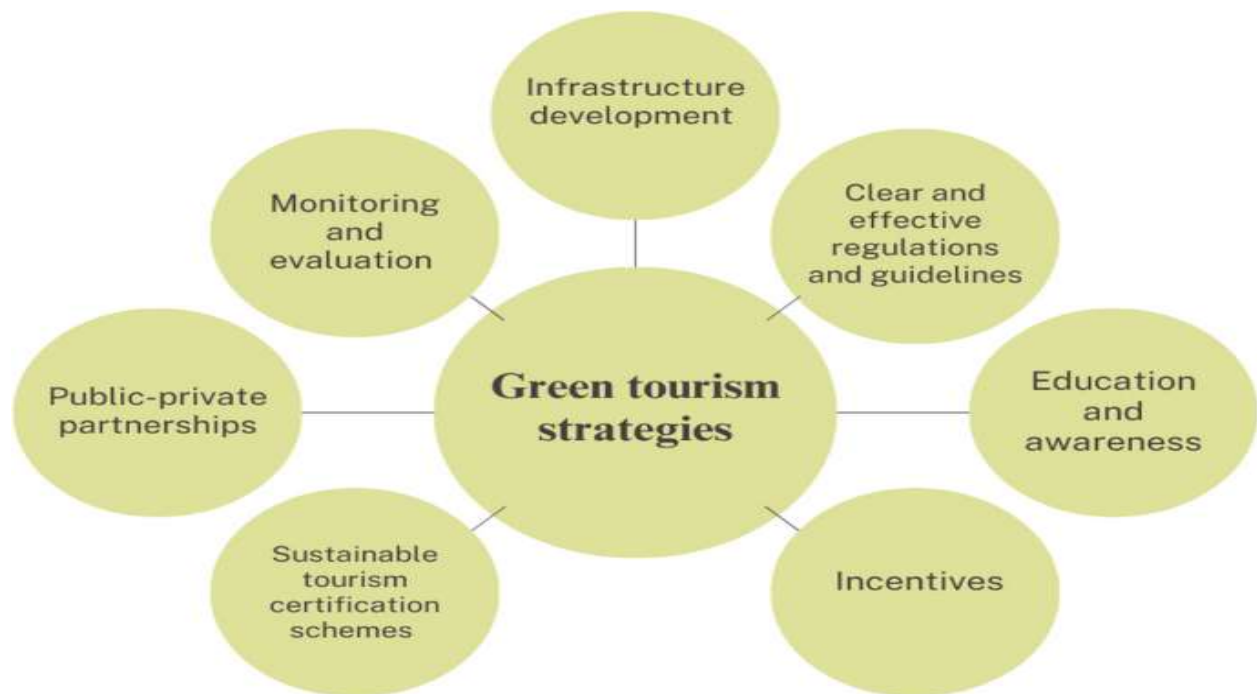 Infrastructure
development
Monitoring
and
evaluation
Clear and
effective
regulations
and guidelines
Public-private
partnerships
Green tourism
strategies
Education
and
awareness
Sustainable
tourism
certification
schemes
Incentives